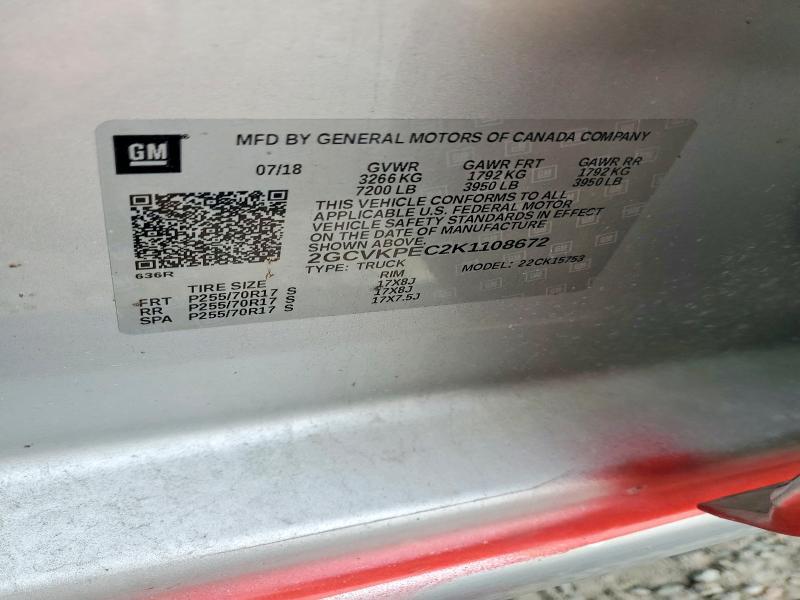 GM
MFD BY GENERAL MOTORS OF CANADA COMPANY
07/18 GVWR GAWR FRT GAWR RR
3266 KG 1792 KG 1792 KG
7200 LB 3950 LB 3950 LB
THIS VEHICLE CONFORMS TO ALL
APPLICABLE U.S. FEDERAL MOTOR
VEHICLE SAFETY STANDARDS IN EFFECT
ON THE DATE OF MANUFACTURE
SHOWN ABOVE.
2GCVKPEC2K1108672
636R
TYPE: TRUCK MODEL: 22CK15753
TIRE SIZE RIM
FRT P255/70R17 S 17X8J
RR P255/70R17 S 17X8J
SPA P255/70R17 S 17X7.5J